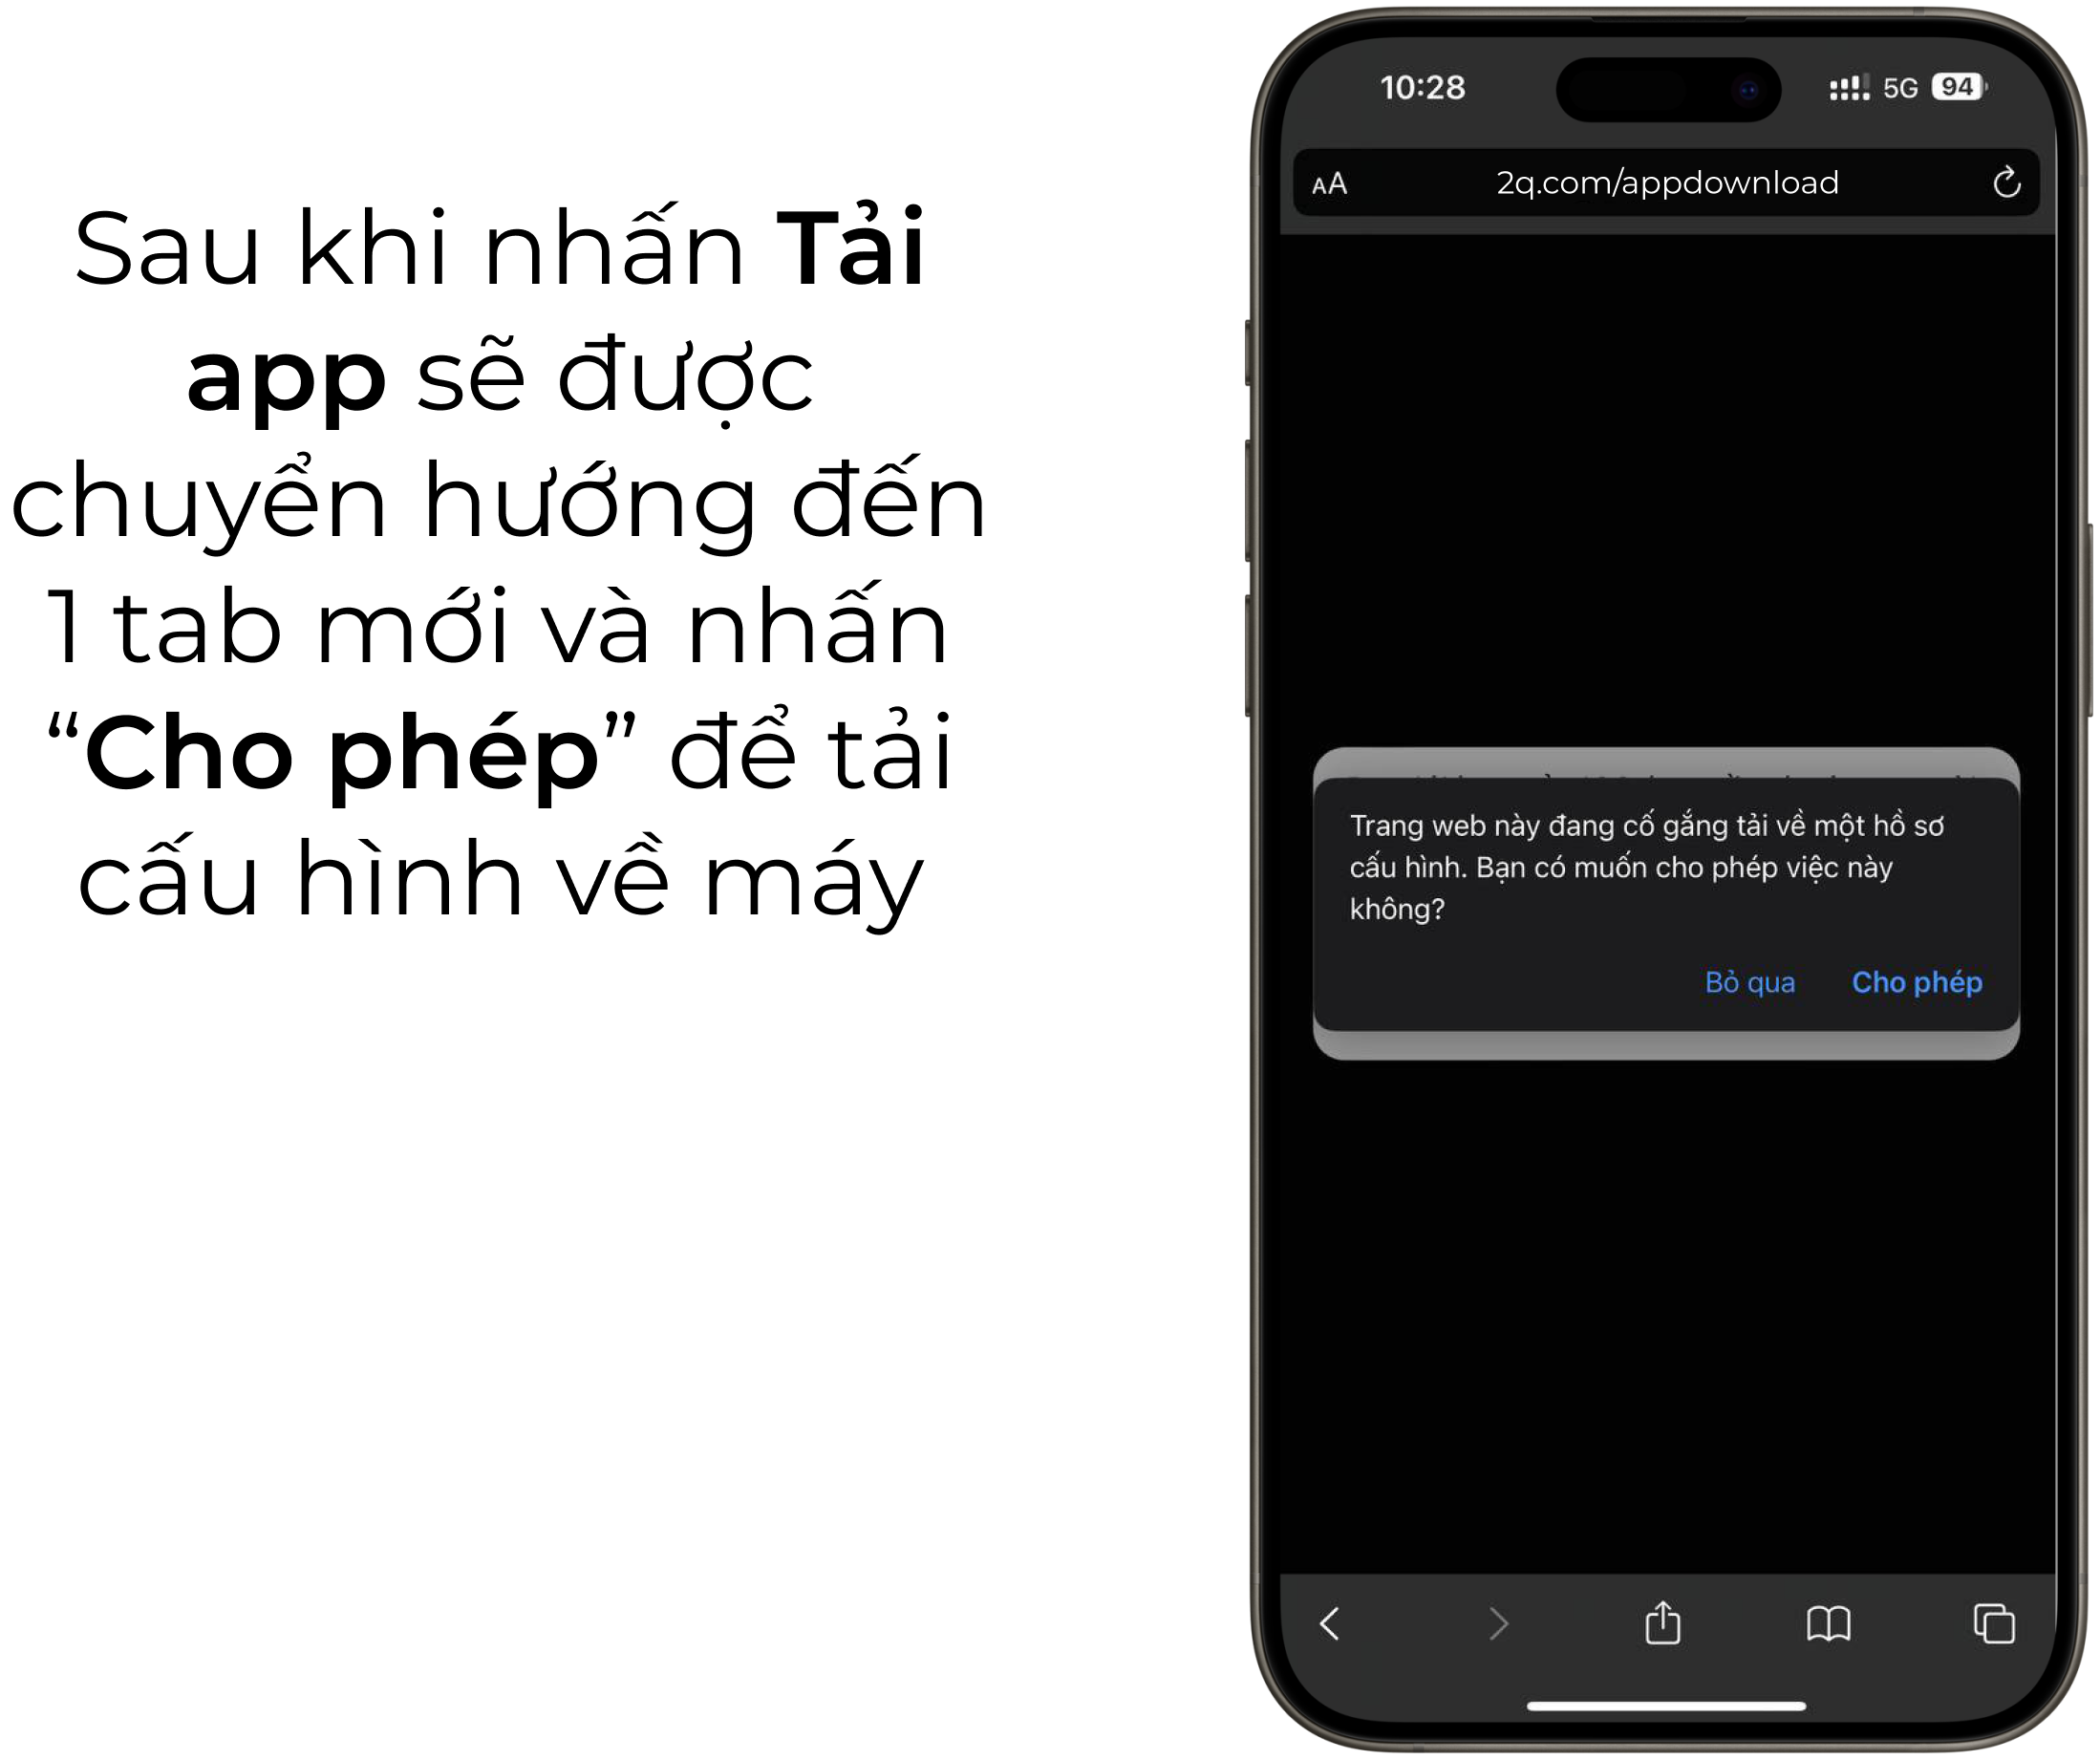 Sau khi nhấn Tải
app sẽ được
chuyển hướng đến
1 tab mới và nhấn
“Cho phép” để tải
cấu hình về máy
10:28
5G 94
AA 2q.com/appdownload
Trang web này đang cố gắng tải về một hồ sơ
cấu hình. Bạn có muốn cho phép việc này
không?
Bỏ qua Cho phép